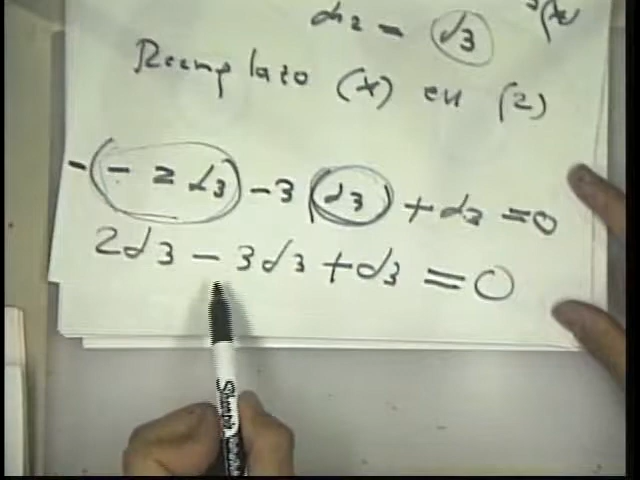 α2 = α3
Reemplazo (*) en (2)
-(-2α3) -3(α3) + α3 = 0
2α3 - 3α3 + α3 = 0